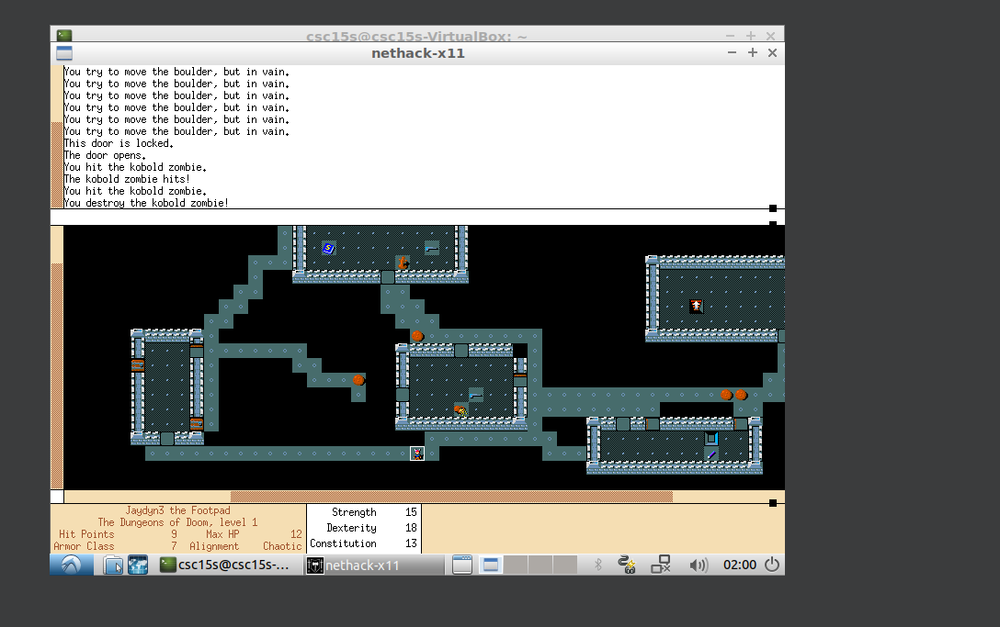 csc15s@csc15s-VirtualBox: ~
nethack-x11
You try to move the boulder, but in vain.
You try to move the boulder, but in vain.
You try to move the boulder, but in vain.
You try to move the boulder, but in vain.
You try to move the boulder, but in vain.
You try to move the boulder, but in vain.
This door is locked.
The door opens.
You hit the kobold zombie.
The kobold zombie hits!
You hit the kobold zombie.
You destroy the kobold zombie!
Jaydyn3 the Footpad
The Dungeons of Doom, level 1
Hit Points 9 Max HP 12
Armor Class 7 Alignment Chaotic
Strength 15
Dexterity 18
Constitution 13
csc15s@csc15s-... nethack-x11 02:00